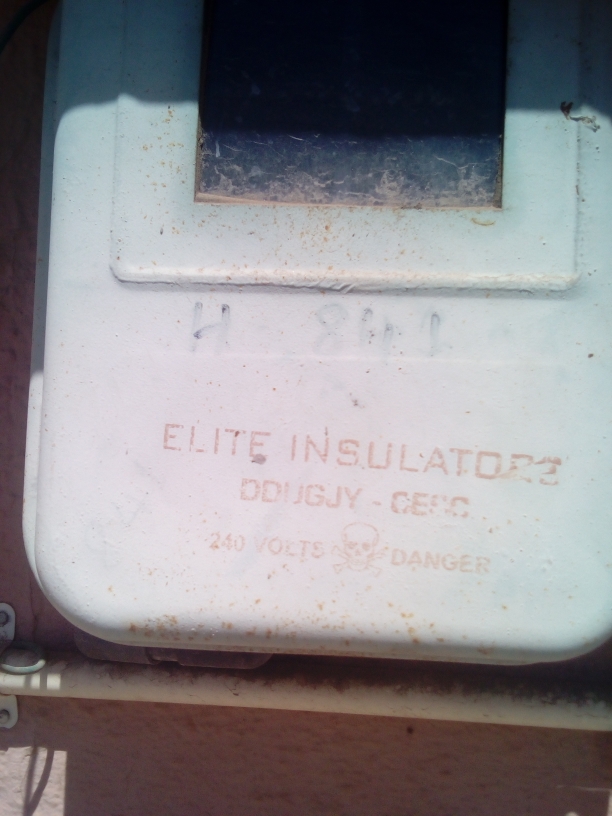 ELITE INSULATORS
DDUGJY - CESC
240 VOLTS DANGER